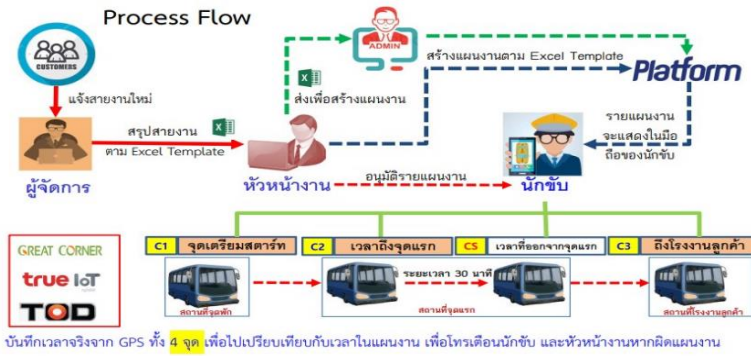 Process Flow
CUSTOMERS
ADMIN
สร้างแผนงานตาม Excel Template
Platform
แจ้งสายงานใหม่
ส่งเพื่อสร้างแผนงาน
สรุปสายงาน
ตาม Excel Template
รายแผนงาน
จะแสดงในมือ
ถือของนักขับ
ผู้จัดการ
หัวหน้างาน
อนุมัติรายแผนงาน
นักขับ
C1 จุดเตรียมสตาร์ท
C2 เวลาถึงจุดแรก
CS เวลาที่ออกจากจุดแรก
C3 ถึงโรงงานลูกค้า
GREAT CORNER
true IoT
TOD
ระยะเวลา 30 นาที
สถานที่จุดพัก
สถานที่จุดแรก
สถานที่โรงงานลูกค้า
บันทึกเวลาจริงจาก GPS ทั้ง 4 จุด เพื่อไปเปรียบเทียบกับเวลาในแผนงาน เพื่อโทรเตือนนักขับ และหัวหน้างานหากผิดแผนงาน